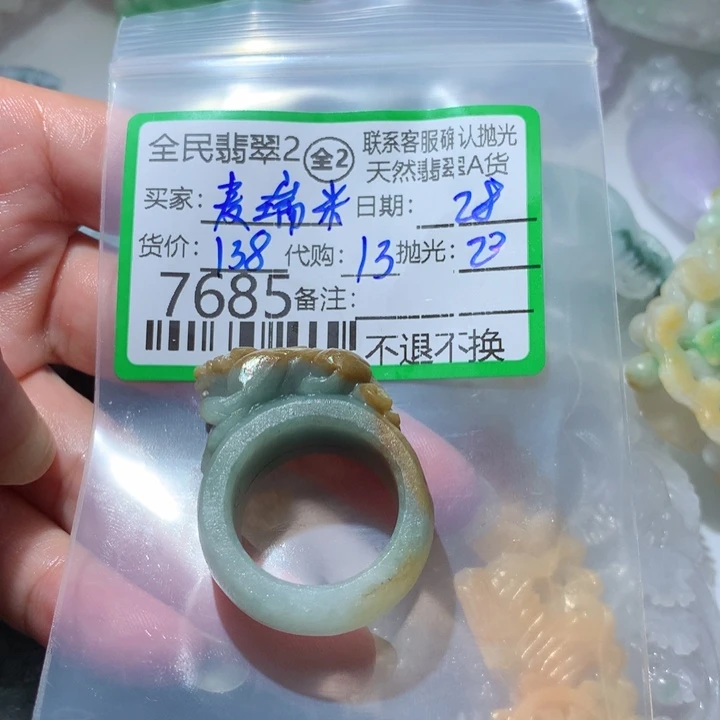 全民翡翠2 全2 联系客服确认抛光
天然翡翠A货
买家: 麦瑞米 日期: 28
货价: 138 代购: 13 抛光: 23
7685 备注:
不退不换